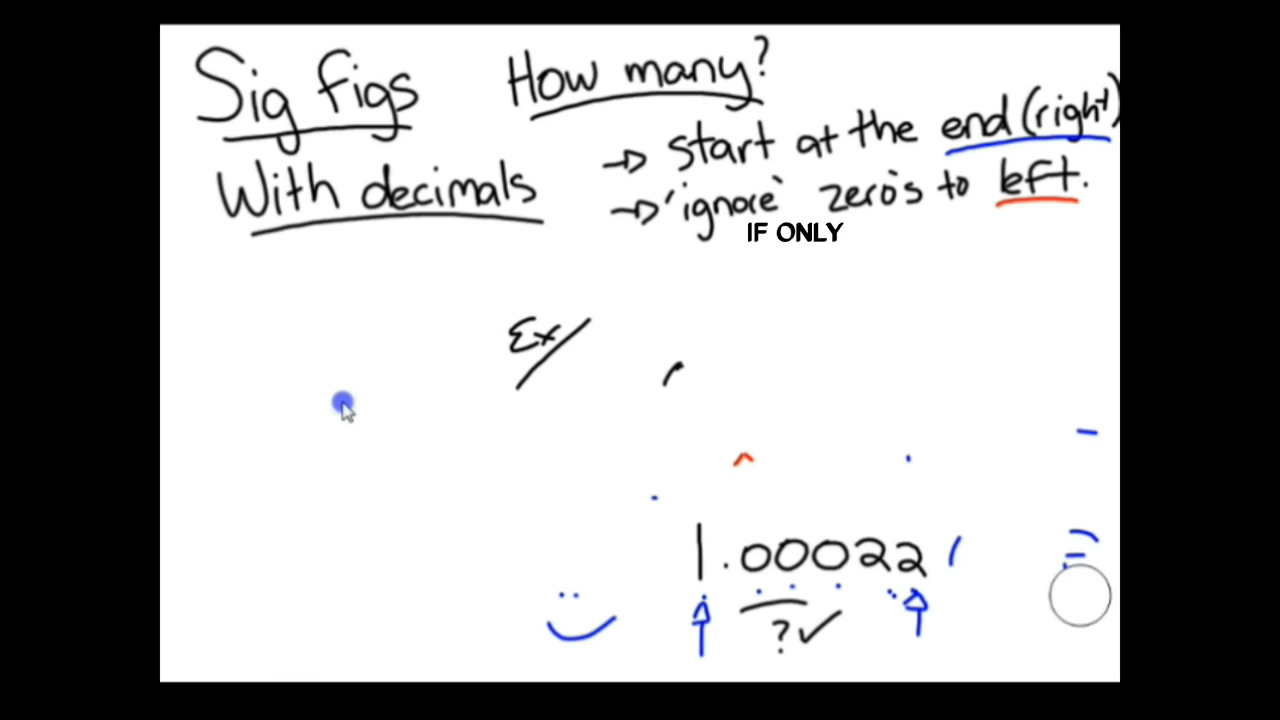 Sig figs How many?
With decimals
→ start at the end (right)
→ 'ignore' zero's to left.
IF ONLY
Ex/
1.00022
?✓